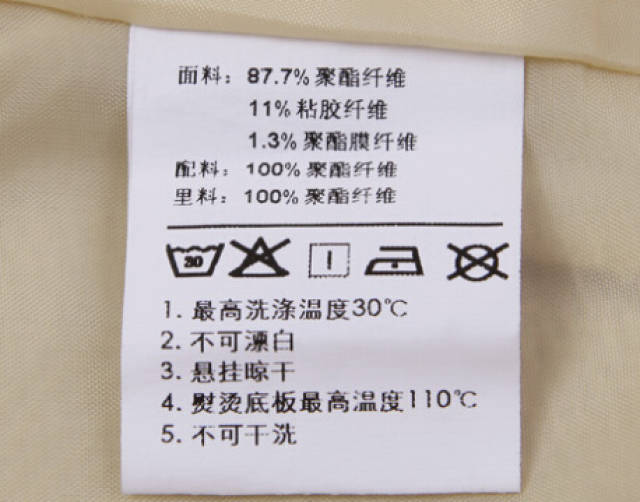 面料：87.7%聚酯纤维
11%粘胶纤维
1.3%聚酯膜纤维
配料：100%聚酯纤维
里料：100%聚酯纤维
30
1. 最高洗涤温度30℃
2. 不可漂白
3. 悬挂晾干
4. 熨烫底板最高温度110℃
5. 不可干洗